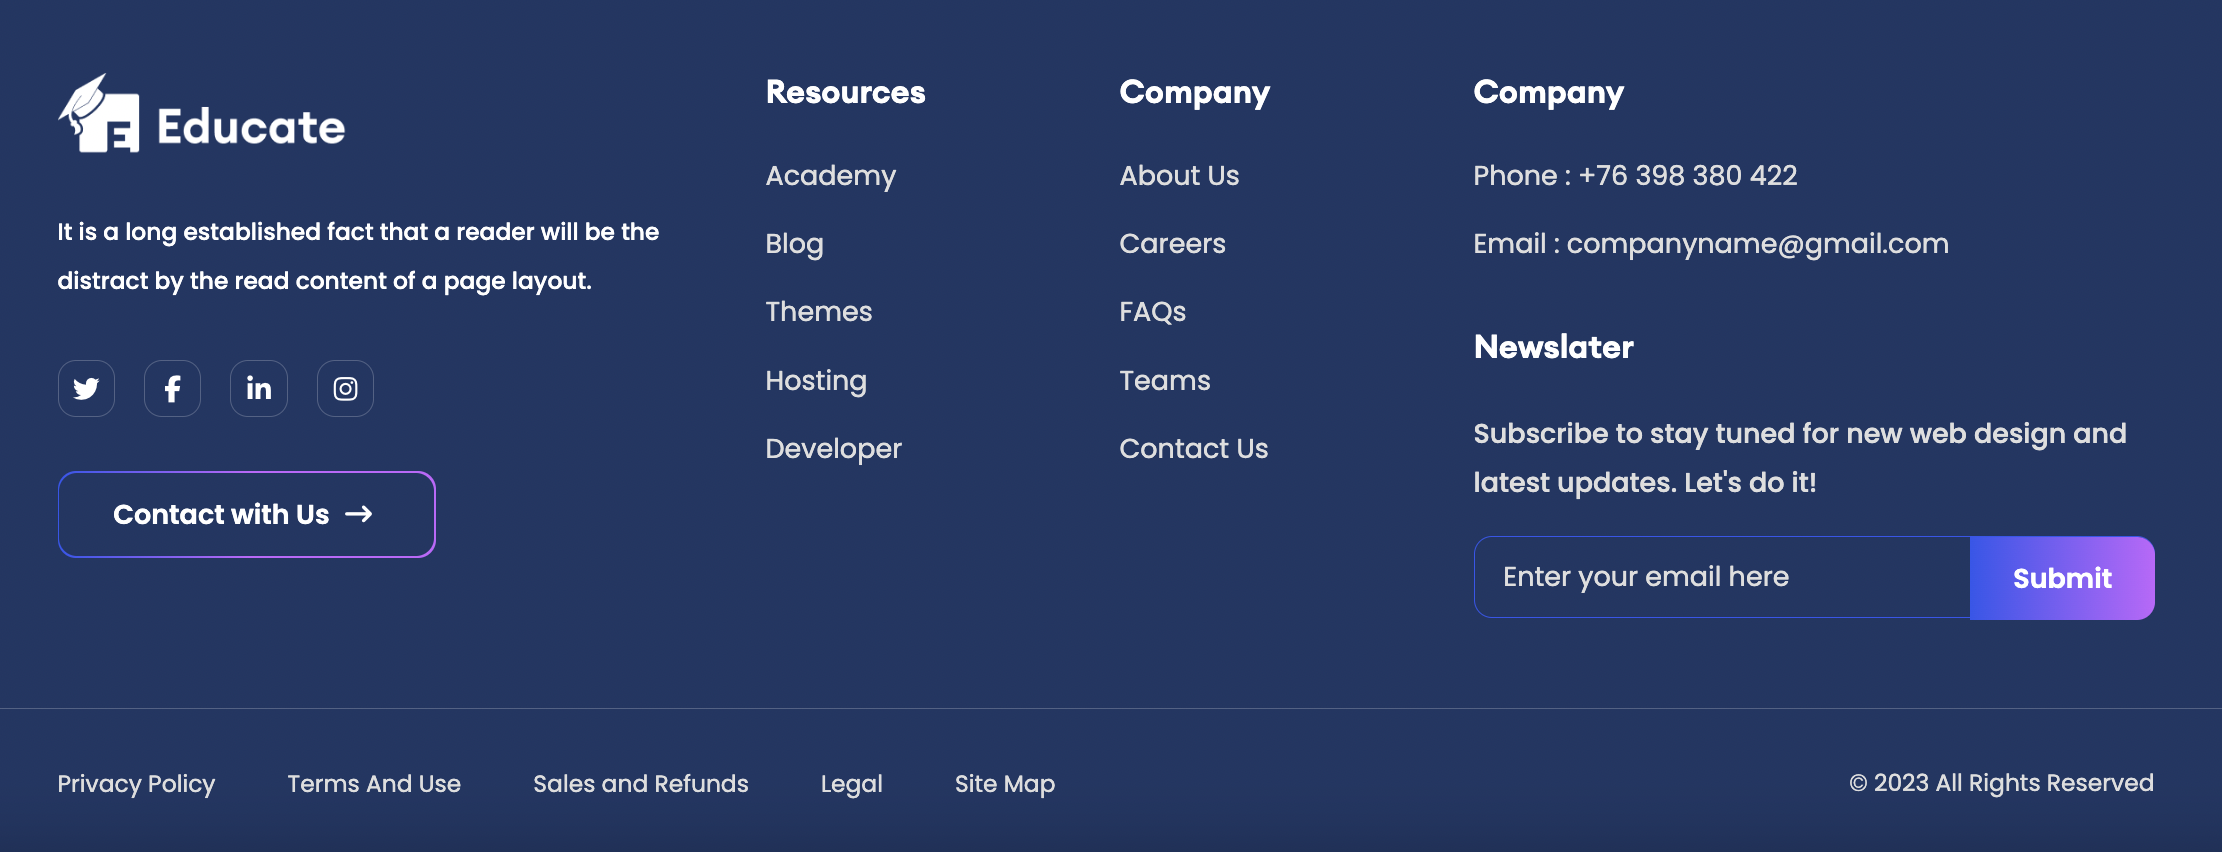 E Educate
It is a long established fact that a reader will be the
distract by the read content of a page layout.
Contact with Us
Resources
Academy
Blog
Themes
Hosting
Developer
Company
About Us
Careers
FAQs
Teams
Contact Us
Company
Phone : +76 398 380 422
Email : companyname@gmail.com
Newslater
Subscribe to stay tuned for new web design and
latest updates. Let's do it!
Enter your email here
Submit
Privacy Policy
Terms And Use
Sales and Refunds
Legal
Site Map
© 2023 All Rights Reserved